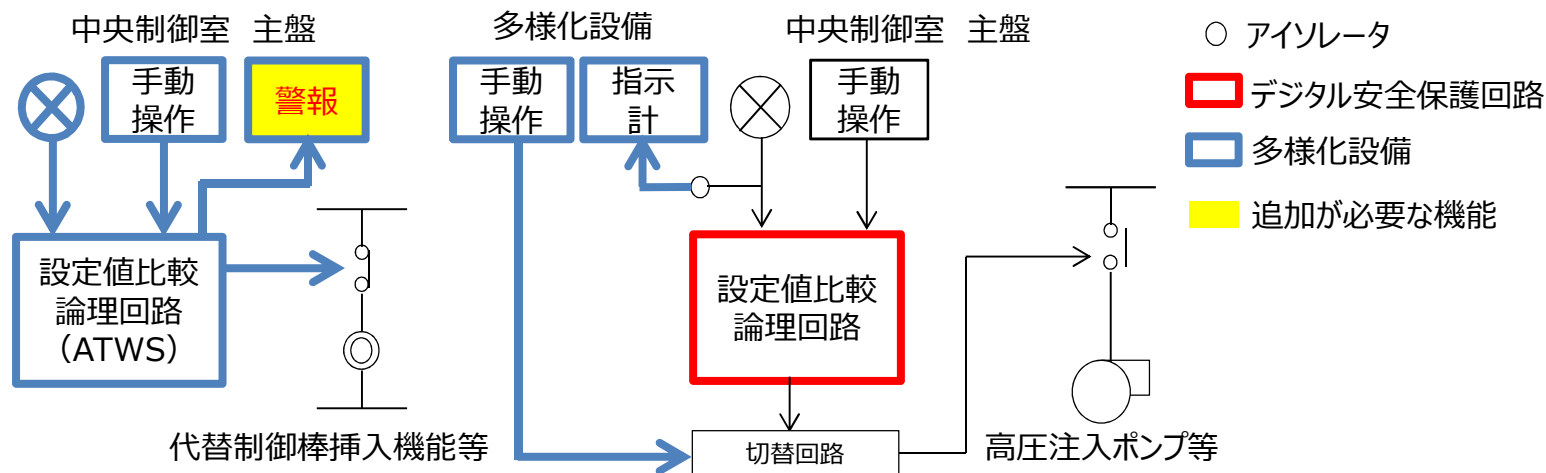 中央制御室 主盤
手動
操作
警報
設定値比較
論理回路
（ATWS）
代替制御棒挿入機能等
多様化設備
手動
操作
指示
計
中央制御室 主盤
手動
操作
設定値比較
論理回路
切替回路
高圧注入ポンプ等
アイソレータ
デジタル安全保護回路
多様化設備
追加が必要な機能